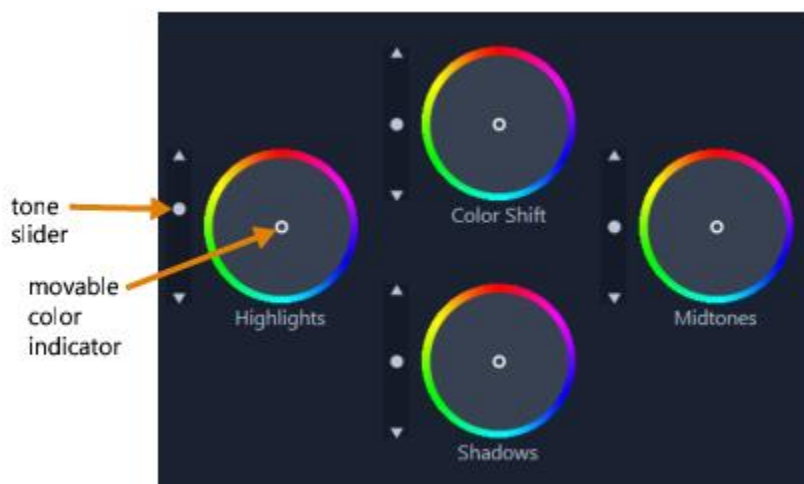 Color Shift
tone
slider
movable
color
indicator
Highlights
Midtones
Shadows